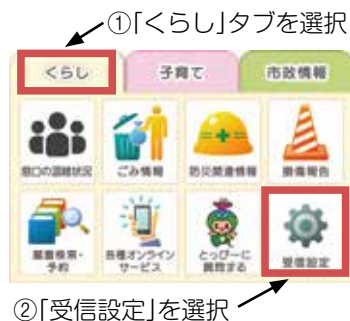 ①「くらし」タブを選択
くらし
子育て
市政情報
窓口の混雑状況
ごみ情報
防災関連情報
損傷報告
蔵書検索・
予約
各種オンライン
サービス
とっぴーに
質問する
受信設定
②「受信設定」を選択